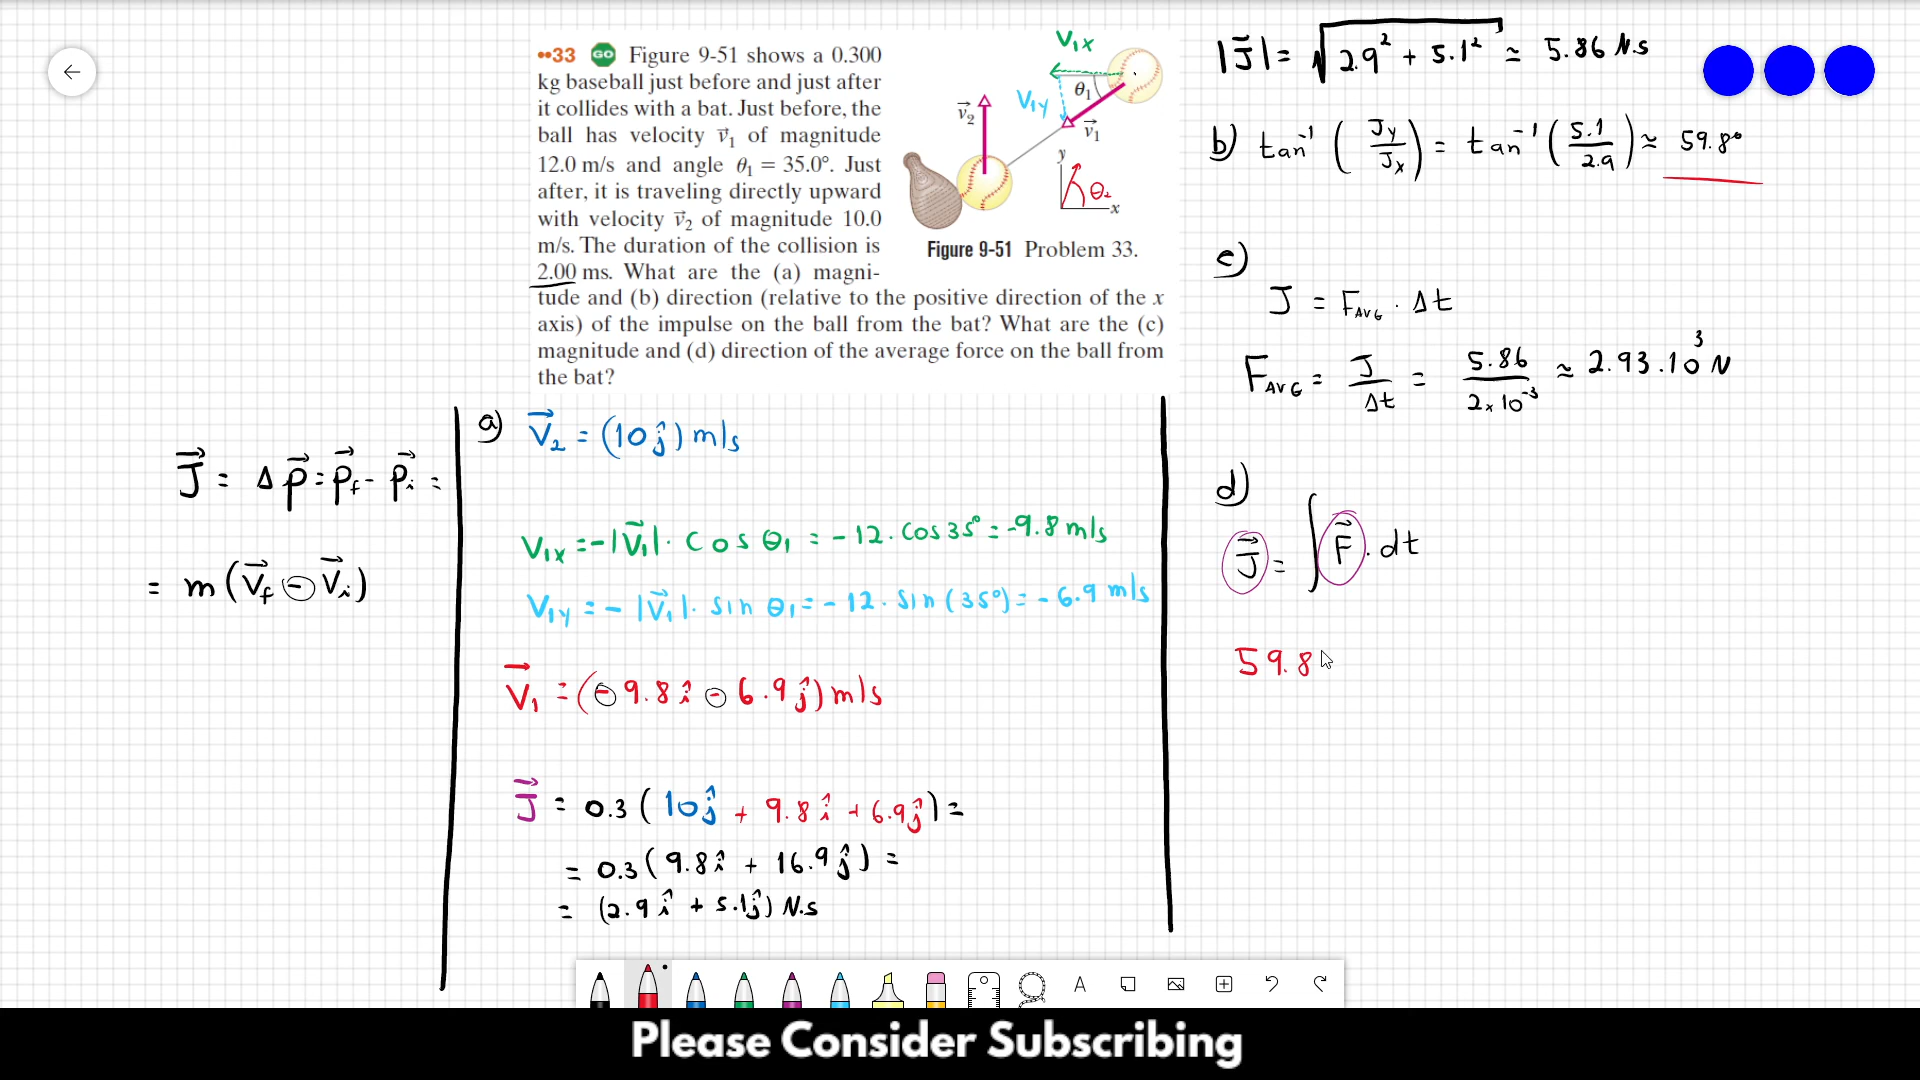 ••33 GO Figure 9-51 shows a 0.300
kg baseball just before and just after
it collides with a bat. Just before, the
ball has velocity v⃗₁ of magnitude
12.0 m/s and angle θ₁ = 35.0°. Just
after, it is traveling directly upward
with velocity v⃗₂ of magnitude 10.0
m/s. The duration of the collision is
2.00 ms. What are the (a) magni-
tude and (b) direction (relative to the positive direction of the x
axis) of the impulse on the ball from the bat? What are the (c)
magnitude and (d) direction of the average force on the ball from
the bat?
V₁x
θ₁
V₁y
v⃗₂
v⃗₁
y
θ₂
x
Figure 9-51 Problem 33.
J⃗ = Δp⃗ = p⃗f - p⃗i =
= m(V⃗f - V⃗i)
a) V⃗₂ = (10ĵ) m/s
V₁x = -|V⃗₁| · cos θ₁ = -12 · cos 35° = -9.8 m/s
V₁y = -|V⃗₁| · sin θ₁ = -12 · sin(35°) = -6.9 m/s
V⃗₁ = (-9.8 î - 6.9 ĵ) m/s
J⃗ = 0.3(10ĵ + 9.8 î + 6.9ĵ) =
= 0.3(9.8î + 16.9ĵ) =
= (2.9 î + 5.1ĵ) N.s
|J⃗| = √2.9² + 5.1² ≃ 5.86 N.s
b) tan⁻¹(Jy/Jx) = tan⁻¹(5.1/2.9) ≈ 59.8°
c)
J = FAVG · Δt
FAVG = J/Δt = 5.86/2×10⁻³ ≈ 2.93.10³ N
d)
J⃗ = ∫F⃗ · dt
59.8
A
Please Consider Subscribing